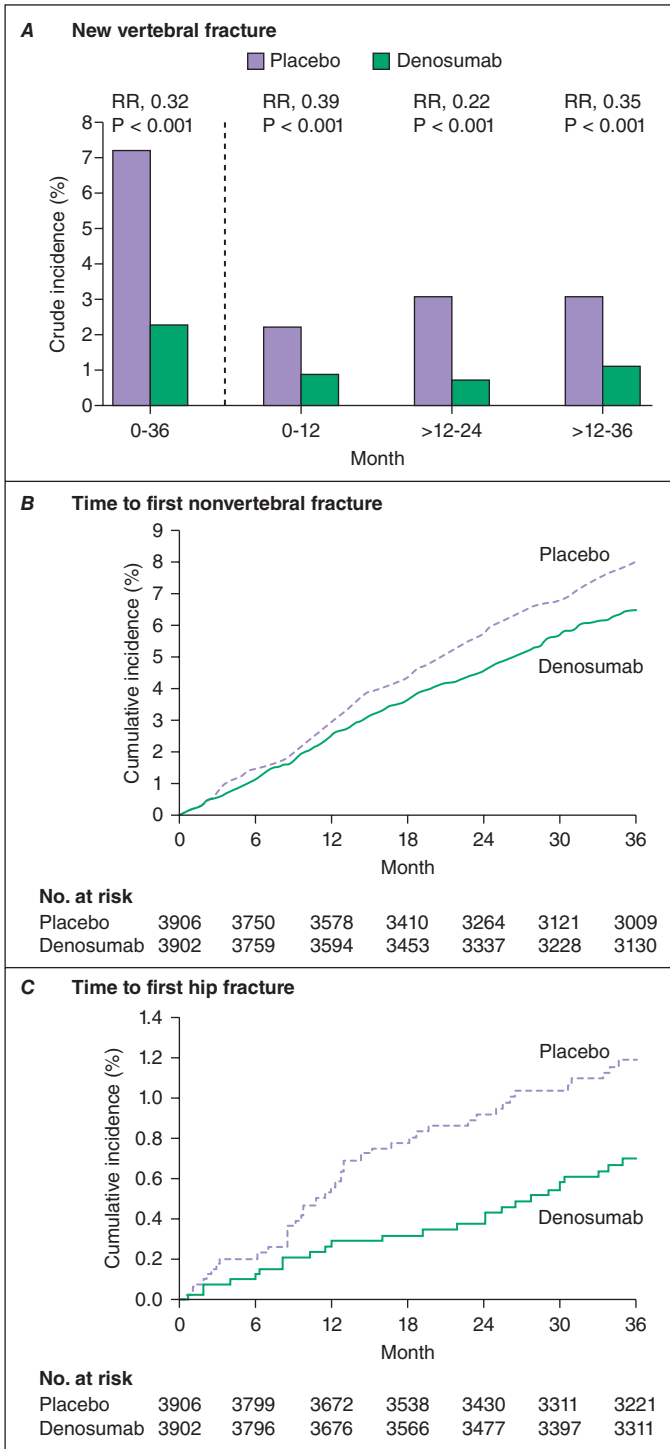 A New vertebral fracture
Placebo Denosumab
RR, 0.32 RR, 0.39 RR, 0.22 RR, 0.35
P < 0.001 P < 0.001 P < 0.001 P < 0.001
8
7
6
5
4
3
2
1
0
Crude incidence (%)
0-36 0-12 >12-24 >12-36
Month
B Time to first nonvertebral fracture
9
8
7
6
5
4
3
2
1
0
Cumulative incidence (%)
Placebo
Denosumab
0 6 12 18 24 30 36
Month
No. at risk
Placebo 3906 3750 3578 3410 3264 3121 3009
Denosumab 3902 3759 3594 3453 3337 3228 3130
C Time to first hip fracture
1.4
1.2
1.0
0.8
0.6
0.4
0.2
0.0
Cumulative incidence (%)
Placebo
Denosumab
0 6 12 18 24 30 36
Month
No. at risk
Placebo 3906 3799 3672 3538 3430 3311 3221
Denosumab 3902 3796 3676 3566 3477 3397 3311